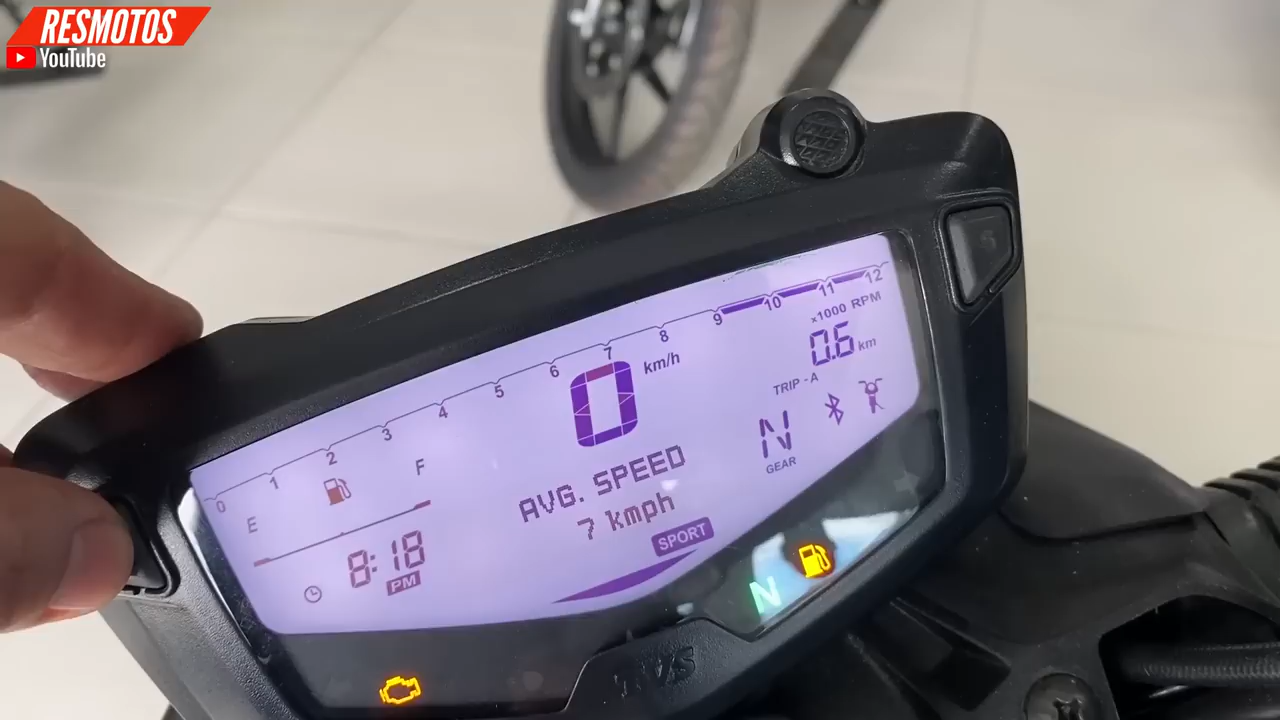 RESMOTOS
YouTube
0 1 2 3 4 5 6 7 8 9 10 11 12
x1000 RPM
0 km/h
0.6 km
TRIP - A
E F
N
GEAR
AVG. SPEED
7 kmph
SPORT
8:18
PM
N
TVS
S